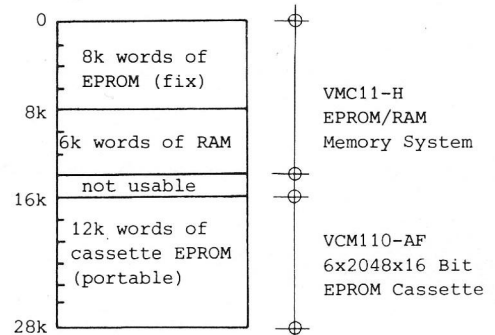 0
8k words of
EPROM (fix)
8k
6k words of RAM
not usable
16k
12k words of
cassette EPROM
(portable)
28k
VMC11-H
EPROM/RAM
Memory System
VCM110-AF
6x2048x16 Bit
EPROM Cassette